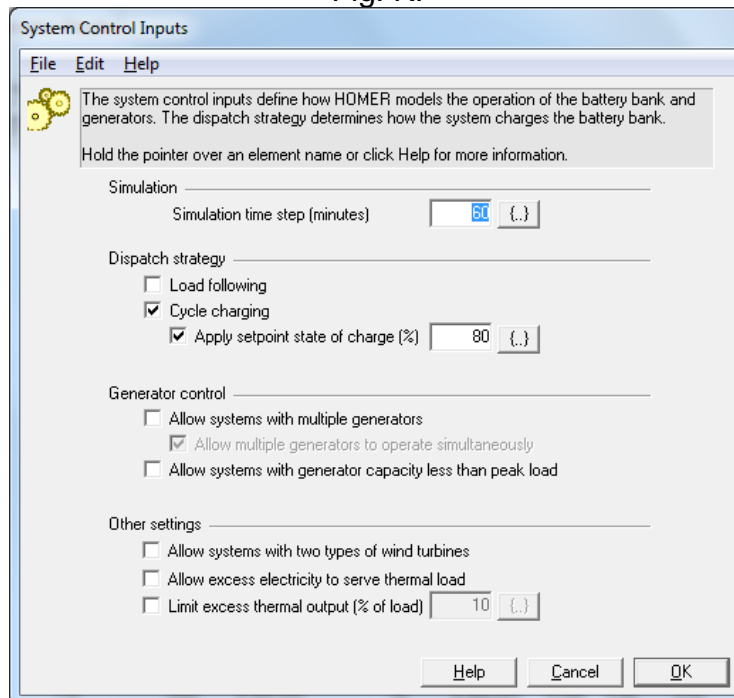 System Control Inputs
File Edit Help
The system control inputs define how HOMER models the operation of the battery bank and
generators. The dispatch strategy determines how the system charges the battery bank.
Hold the pointer over an element name or click Help for more information.
Simulation
Simulation time step (minutes) 60 {..}
Dispatch strategy
Load following
Cycle charging
Apply setpoint state of charge (%) 80 {..}
Generator control
Allow systems with multiple generators
Allow multiple generators to operate simultaneously
Allow systems with generator capacity less than peak load
Other settings
Allow systems with two types of wind turbines
Allow excess electricity to serve thermal load
Limit excess thermal output (% of load) 10 {..}
Help Cancel OK